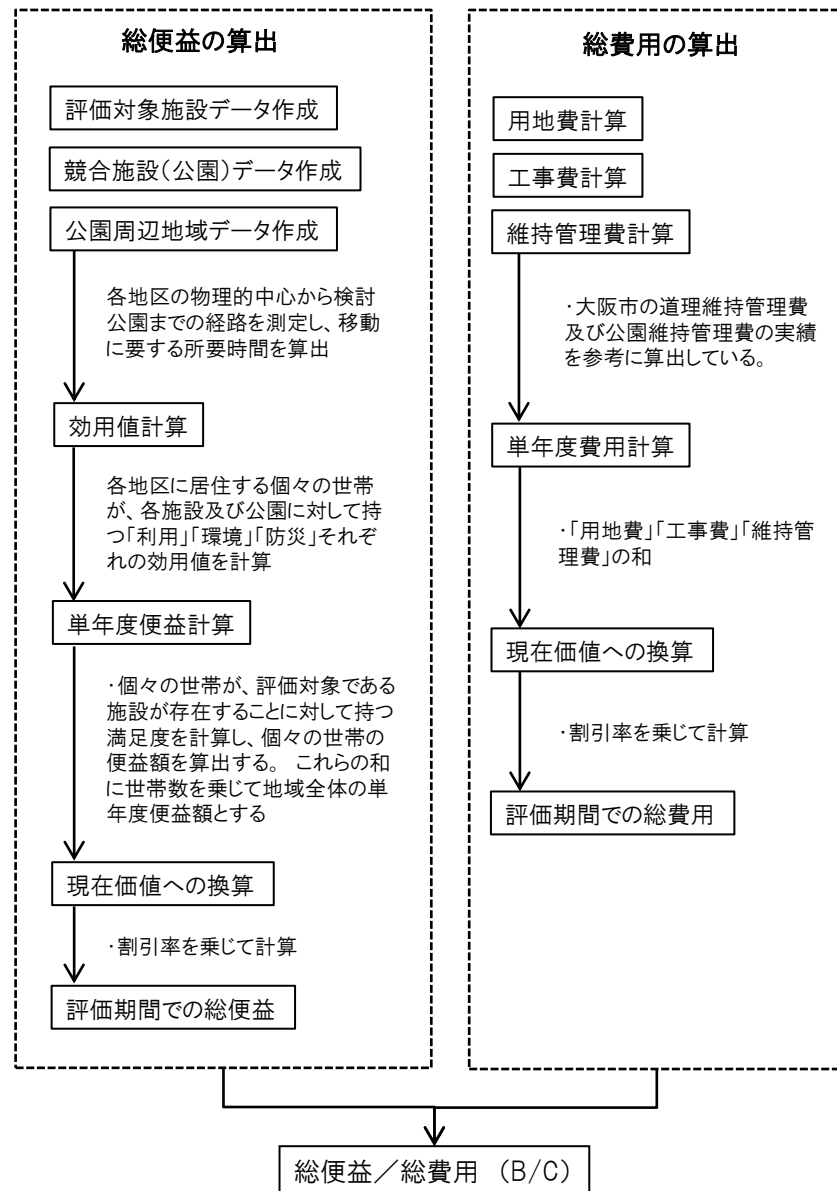 総便益の算出
評価対象施設データ作成
競合施設(公園)データ作成
公園周辺地域データ作成
各地区の物理的中心から検討
公園までの経路を測定し、移動
に要する所要時間を算出
効用値計算
各地区に居住する個々の世帯
が、各施設及び公園に対して持
つ「利用」「環境」「防災」それぞ
れの効用値を計算
単年度便益計算
・個々の世帯が、評価対象である
施設が存在することに対して持つ
満足度を計算し、個々の世帯の
便益額を算出する。 これらの和
に世帯数を乗じて地域全体の単
年度便益額とする
現在価値への換算
・割引率を乗じて計算
評価期間での総便益
総費用の算出
用地費計算
工事費計算
維持管理費計算
・大阪市の道理維持管理費
及び公園維持管理費の実績
を参考に算出している。
単年度費用計算
・「用地費」「工事費」「維持管
理費」の和
現在価値への換算
・割引率を乗じて計算
評価期間での総費用
総便益／総費用 (B/C)